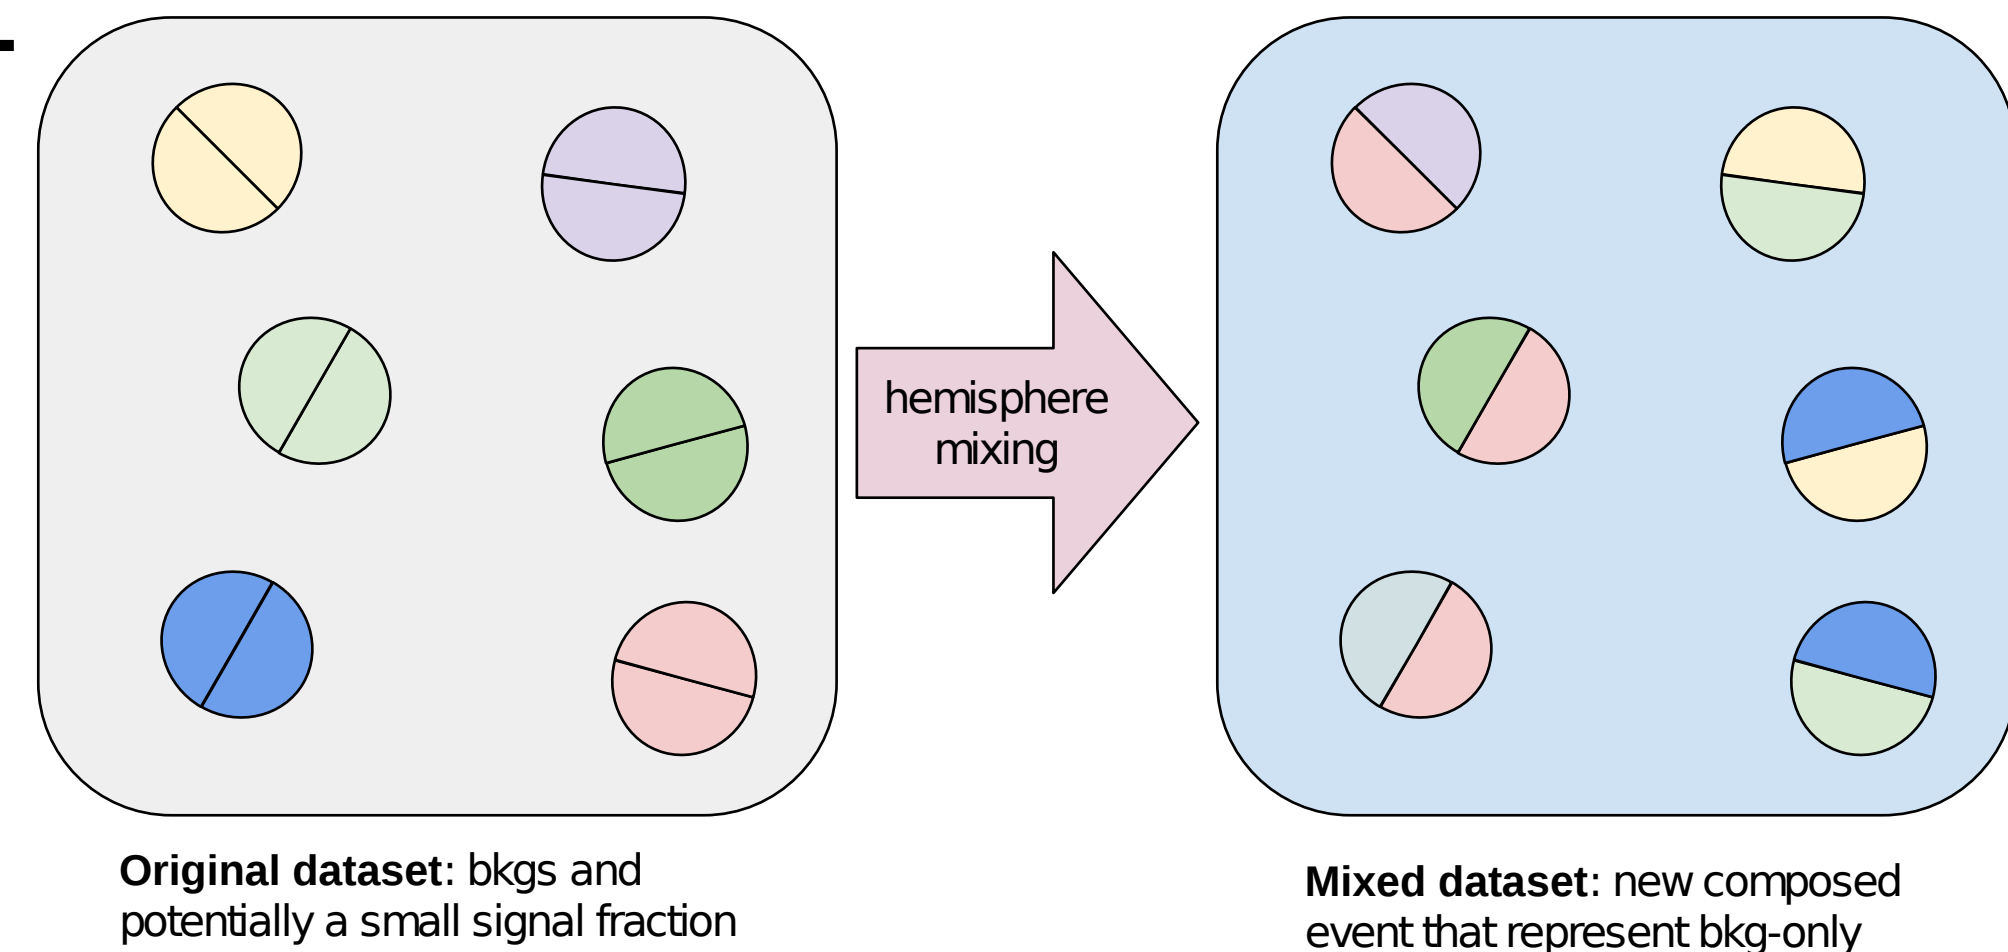 hemisphere
mixing
Original dataset: bkgs and
potentially a small signal fraction
Mixed dataset: new composed
event that represent bkg-only